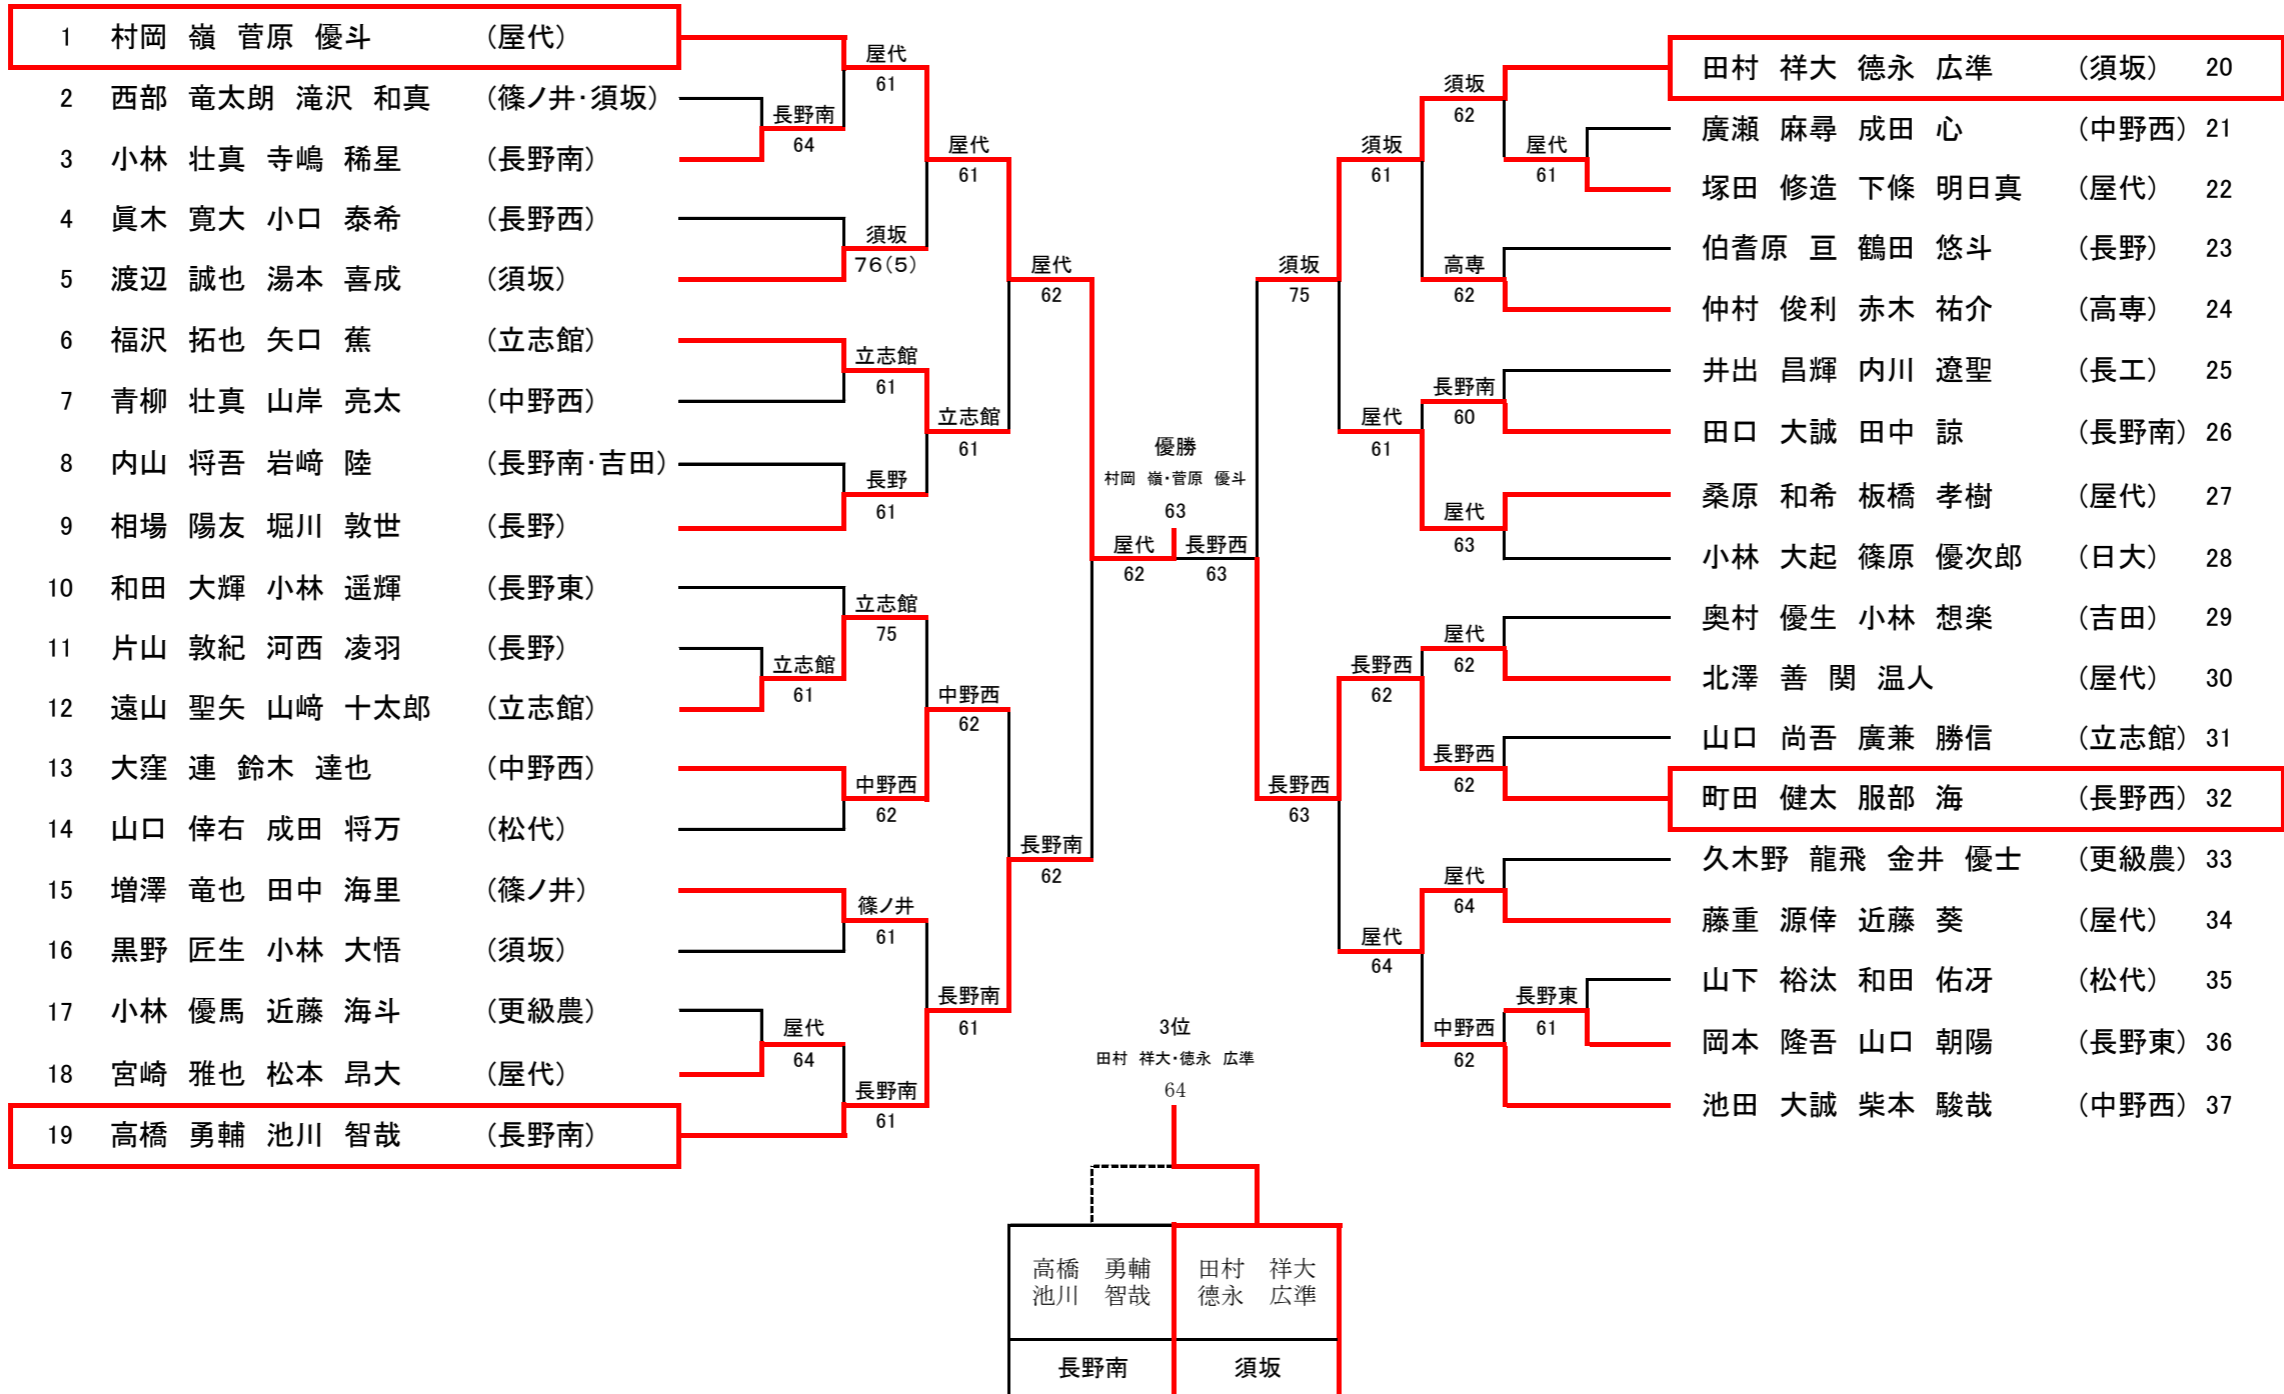 1 村岡 嶺 菅原 優斗 (屋代)
2 西部 竜太朗 滝沢 和真 (篠ノ井・須坂)
3 小林 壮真 寺嶋 稀星 (長野南)
4 眞木 寛大 小口 泰希 (長野西)
5 渡辺 誠也 湯本 喜成 (須坂)
6 福沢 拓也 矢口 蕉 (立志館)
7 青柳 壮真 山岸 亮太 (中野西)
8 内山 将吾 岩﨑 陸 (長野南・吉田)
9 相場 陽友 堀川 敦世 (長野)
10 和田 大輝 小林 遥輝 (長野東)
11 片山 敦紀 河西 凌羽 (長野)
12 遠山 聖矢 山﨑 十太郎 (立志館)
13 大窪 連 鈴木 達也 (中野西)
14 山口 倖右 成田 将万 (松代)
15 増澤 竜也 田中 海里 (篠ノ井)
16 黒野 匠生 小林 大悟 (須坂)
17 小林 優馬 近藤 海斗 (更級農)
18 宮崎 雅也 松本 昂大 (屋代)
19 高橋 勇輔 池川 智哉 (長野南)
長野南
64
立志館
61
屋代
64
屋代
61
須坂
76(5)
立志館
61
長野
61
立志館
75
中野西
62
篠ノ井
61
長野南
61
屋代
61
立志館
61
中野西
62
長野南
61
屋代
62
長野南
62
屋代
62
優勝
村岡 嶺・菅原 優斗
63
長野西
63
須坂
75
長野西
63
須坂
61
屋代
61
長野西
62
屋代
64
須坂
62
高専
62
長野南
60
屋代
63
屋代
62
長野西
62
屋代
64
中野西
62
屋代
61
長野東
61
田村 祥大 德永 広準 (須坂) 20
廣瀬 麻尋 成田 心 (中野西) 21
塚田 修造 下條 明日真 (屋代) 22
伯耆原 亘 鶴田 悠斗 (長野) 23
仲村 俊利 赤木 祐介 (高専) 24
井出 昌輝 内川 遼聖 (長工) 25
田口 大誠 田中 諒 (長野南) 26
桑原 和希 板橋 孝樹 (屋代) 27
小林 大起 篠原 優次郎 (日大) 28
奥村 優生 小林 想楽 (吉田) 29
北澤 善 関 温人 (屋代) 30
山口 尚吾 廣兼 勝信 (立志館) 31
町田 健太 服部 海 (長野西) 32
久木野 龍飛 金井 優士 (更級農) 33
藤重 源倖 近藤 葵 (屋代) 34
山下 裕汰 和田 佑冴 (松代) 35
岡本 隆吾 山口 朝陽 (長野東) 36
池田 大誠 柴本 駿哉 (中野西) 37
3位
田村 祥大・德永 広準
64
高橋 勇輔
池川 智哉
田村 祥大
德永 広準
長野南
須坂